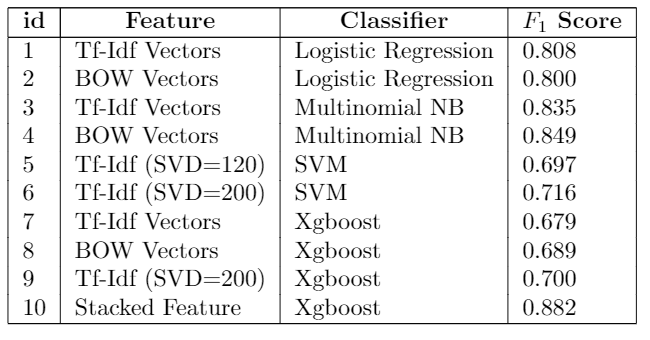 id Feature Classifier F1 Score
1 Tf-Idf Vectors Logistic Regression 0.808
2 BOW Vectors Logistic Regression 0.800
3 Tf-Idf Vectors Multinomial NB 0.835
4 BOW Vectors Multinomial NB 0.849
5 Tf-Idf (SVD=120) SVM 0.697
6 Tf-Idf (SVD=200) SVM 0.716
7 Tf-Idf Vectors Xgboost 0.679
8 BOW Vectors Xgboost 0.689
9 Tf-Idf (SVD=200) Xgboost 0.700
10 Stacked Feature Xgboost 0.882